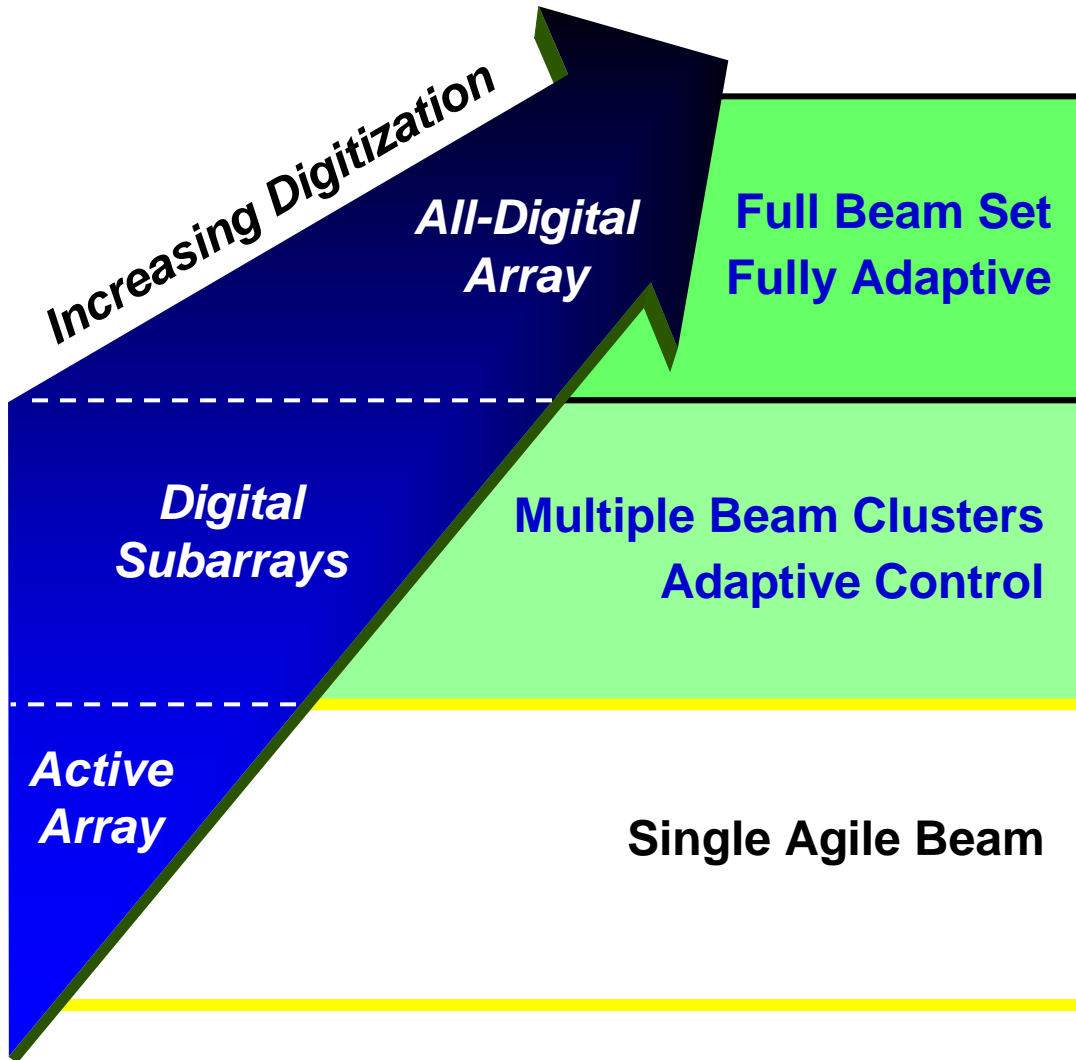 Increasing Digitization
All-Digital
Array
Full Beam Set
Fully Adaptive
Digital
Subarrays
Multiple Beam Clusters
Adaptive Control
Active
Array
Single Agile Beam